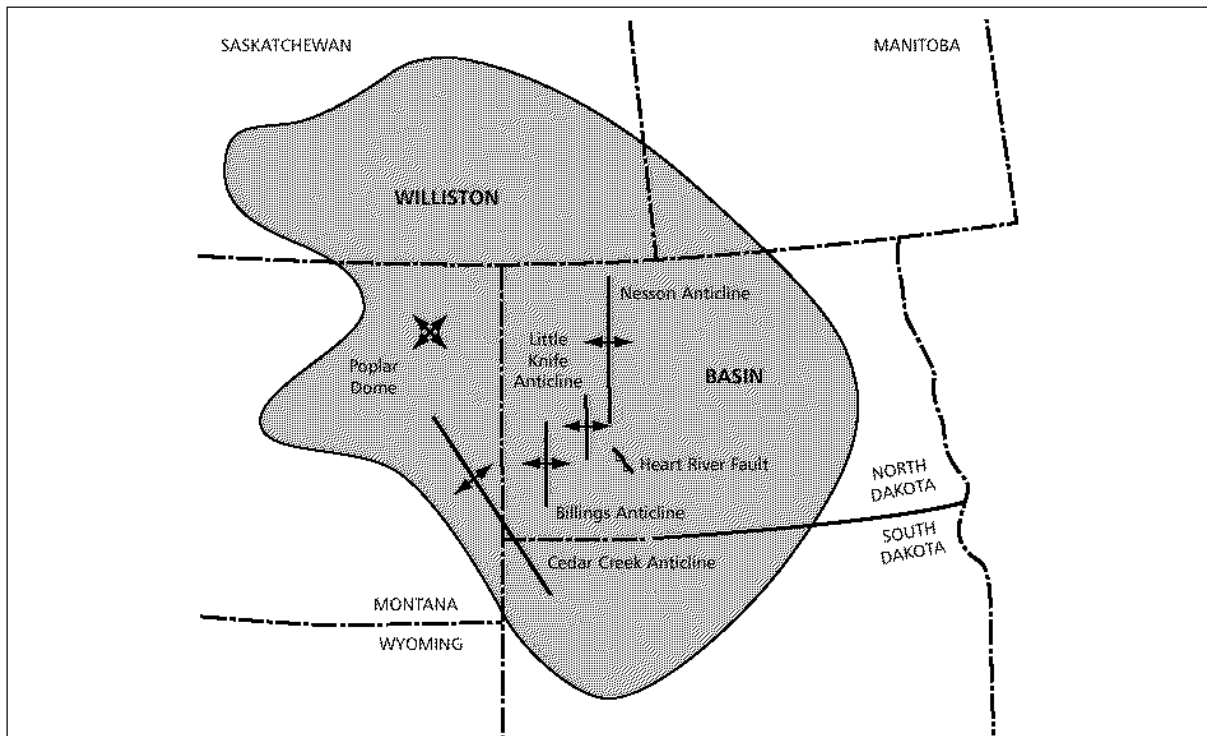 SASKATCHEWAN
MANITOBA
WILLISTON
Nesson Anticline
Little
Knife
Anticline
Poplar
Dome
BASIN
Heart River Fault
NORTH
DAKOTA
Billings Anticline
SOUTH
DAKOTA
Cedar Creek Anticline
MONTANA
WYOMING